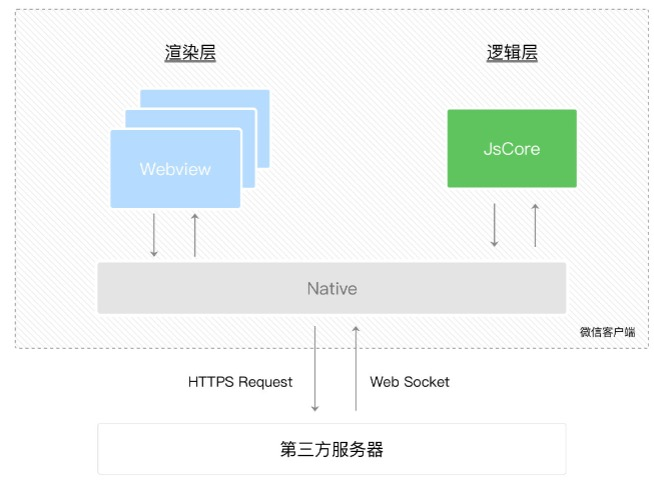 渲染层
逻辑层
Webview
JsCore
Native
微信客户端
HTTPS Request
Web Socket
第三方服务器